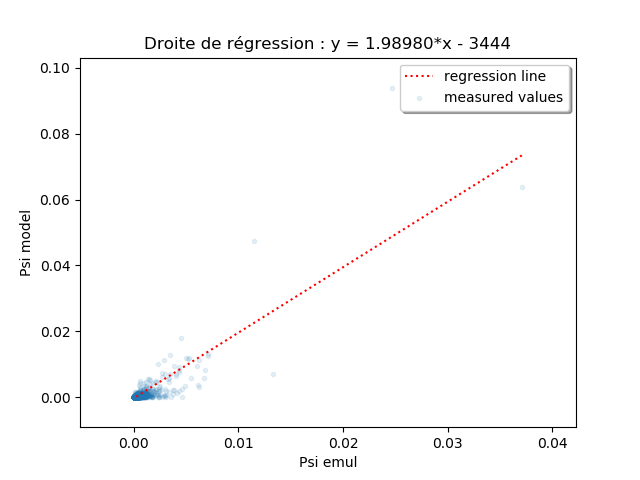 Droite de régression : y = 1.98980*x - 3444
regression line
measured values
Psi model
0.10
0.08
0.06
0.04
0.02
0.00
0.00
0.01
0.02
0.03
0.04
Psi emul